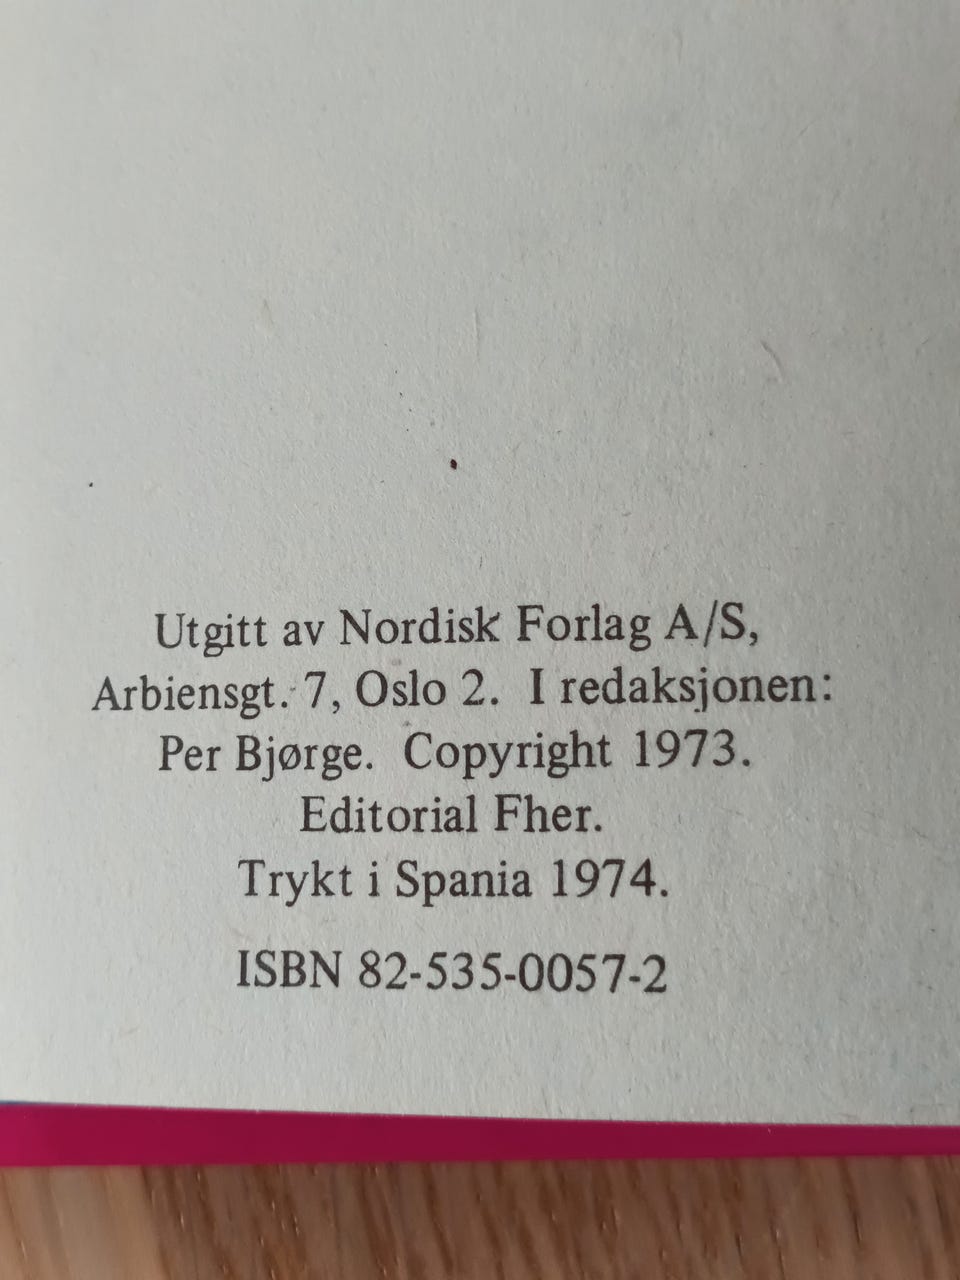 Utgitt av Nordisk Forlag A/S,
Arbiensgt. 7, Oslo 2. I redaksjonen:
Per Bjørge. Copyright 1973.
Editorial Fher.
Trykt i Spania 1974.
ISBN 82-535-0057-2